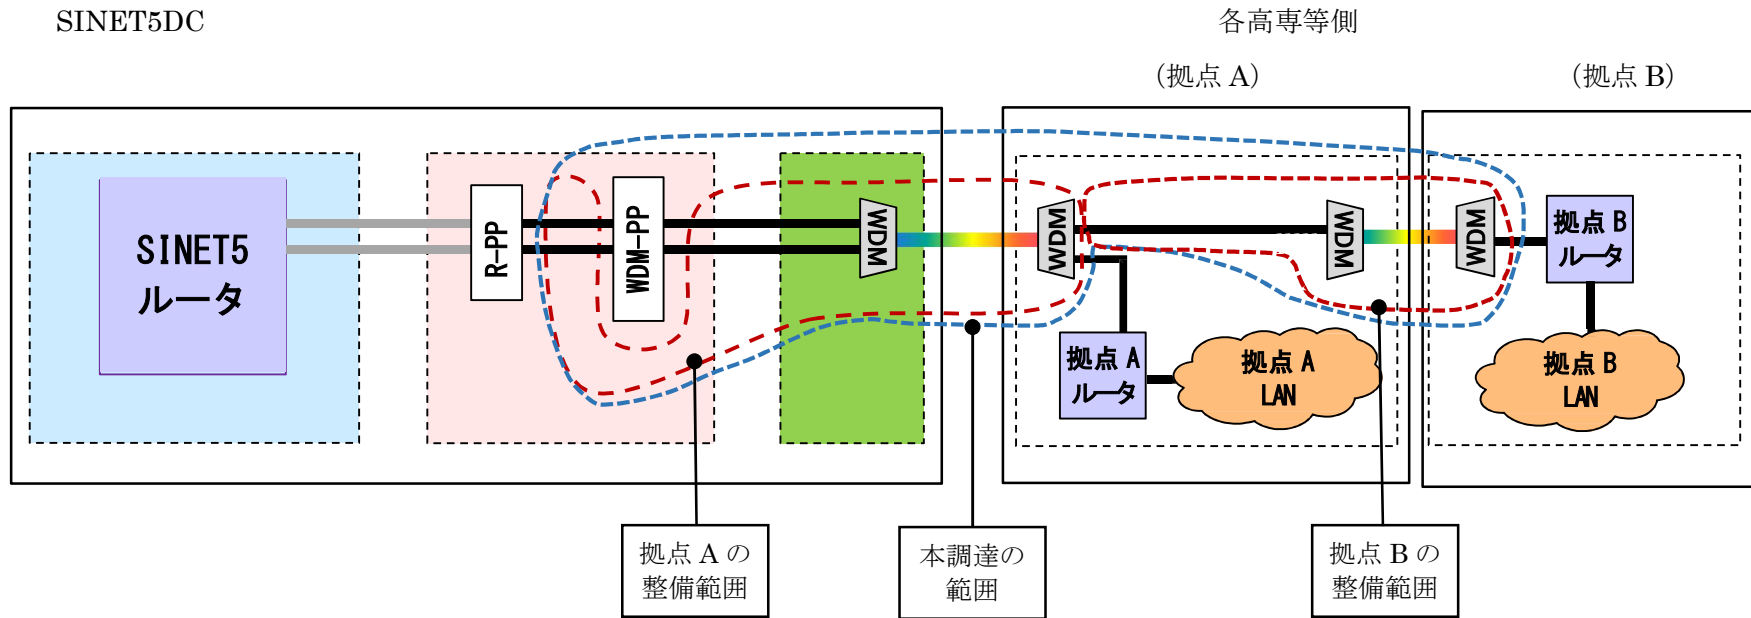 SINET5DC
各高専等側
(拠点 A)
(拠点 B)
SINET5
ルータ
R-PP
WDM-PP
WDM
WDM
WDM
WDM
拠点 B
ルータ
拠点 A
ルータ
拠点 A
LAN
拠点 B
LAN
拠点 A の
整備範囲
本調達の
範囲
拠点 B の
整備範囲